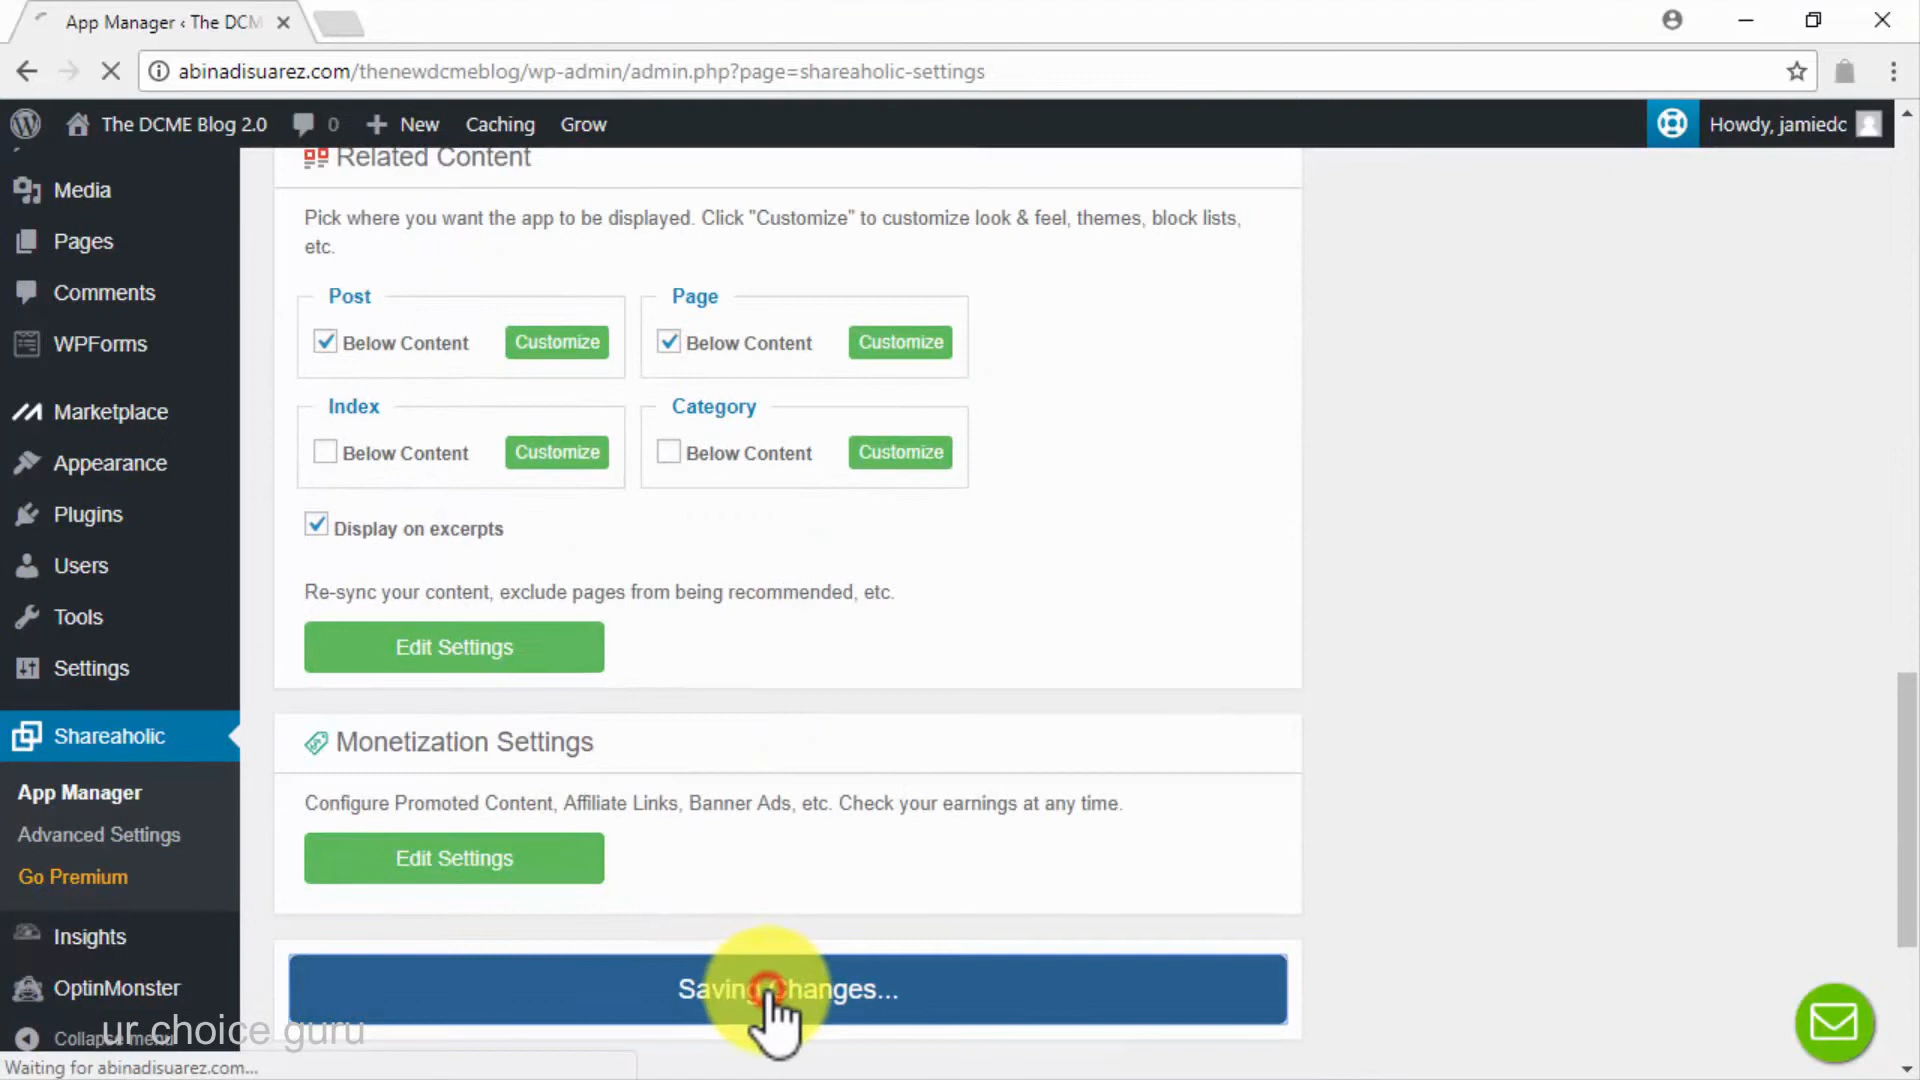 App Manager ‹ The DCM
abinadisuarez.com/thenewdcmeblog/wp-admin/admin.php?page=shareaholic-settings
The DCME Blog 2.0
0
New
Caching
Grow
Howdy, jamiedc
Media
Pages
Comments
WPForms
Marketplace
Appearance
Plugins
Users
Tools
Settings
Shareaholic
App Manager
Advanced Settings
Go Premium
Insights
OptinMonster
Collapse menu
ur choice guru
Waiting for abinadisuarez.com...
Related Content
Pick where you want the app to be displayed. Click "Customize" to customize look & feel, themes, block lists,
etc.
Post
Below Content
Customize
Page
Below Content
Customize
Index
Below Content
Customize
Category
Below Content
Customize
Display on excerpts
Re-sync your content, exclude pages from being recommended, etc.
Edit Settings
Monetization Settings
Configure Promoted Content, Affiliate Links, Banner Ads, etc. Check your earnings at any time.
Edit Settings
Saving Changes...